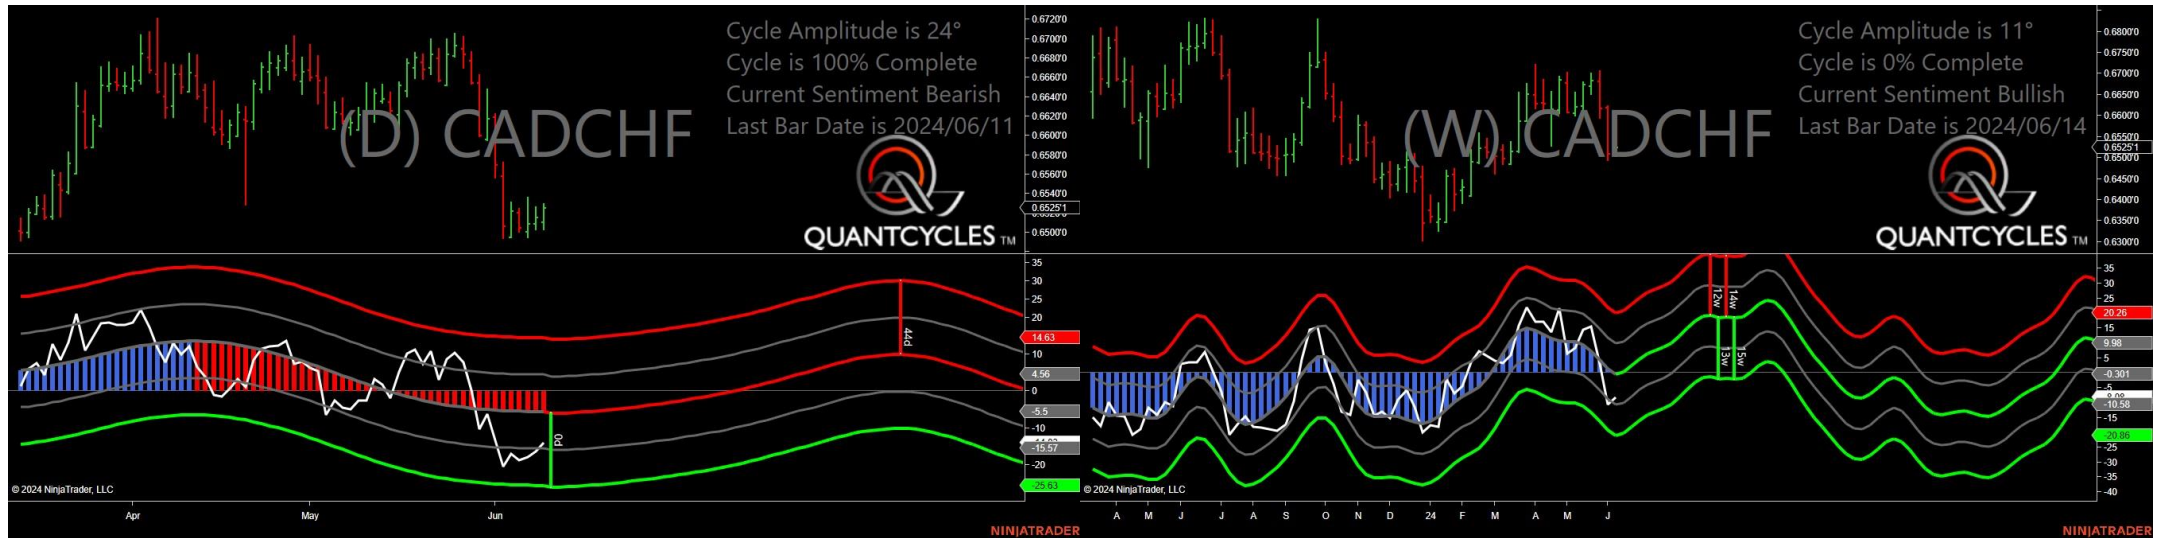 Cycle Amplitude is 24°
Cycle is 100% Complete
Current Sentiment Bearish
Last Bar Date is 2024/06/11
(D) CADCHF
QUANTCYCLES TM
0.6720'0
0.6700'0
0.6680'0
0.6660'0
0.6640'0
0.6620'0
0.6600'0
0.6580'0
0.6560'0
0.6540'0
0.6525'1
0.6500'0
35
30
25
20
14.63
10
4.56
0
-5.5
-10
-15.57
-20
-25.63
44d
0d
© 2024 NinjaTrader, LLC
Apr May Jun
NINJATRADER
Cycle Amplitude is 11°
Cycle is 0% Complete
Current Sentiment Bullish
Last Bar Date is 2024/06/14
(W) CADCHF
QUANTCYCLES TM
0.6800'0
0.6750'0
0.6700'0
0.6650'0
0.6600'0
0.6550'0
0.6525'1
0.6500'0
0.6450'0
0.6400'0
0.6350'0
0.6300'0
35
30
25
20.26
15
9.98
5
-0.301
-5
-10.58
-15
-20.86
-25
-30
-35
-40
12w
14w
13w
15w
© 2024 NinjaTrader, LLC
A M J J A S O N D 24 F M A M J
NINJATRADER